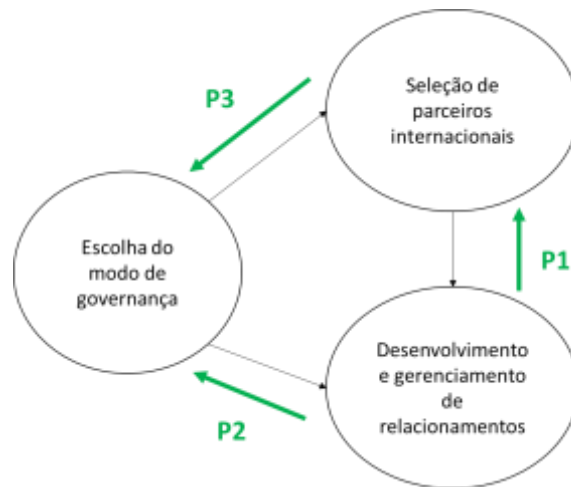 P3
Seleção de
parceiros
internacionais
Escolha do
modo de
governança
P1
Desenvolvimento
e gerenciamento
de
relacionamentos
P2